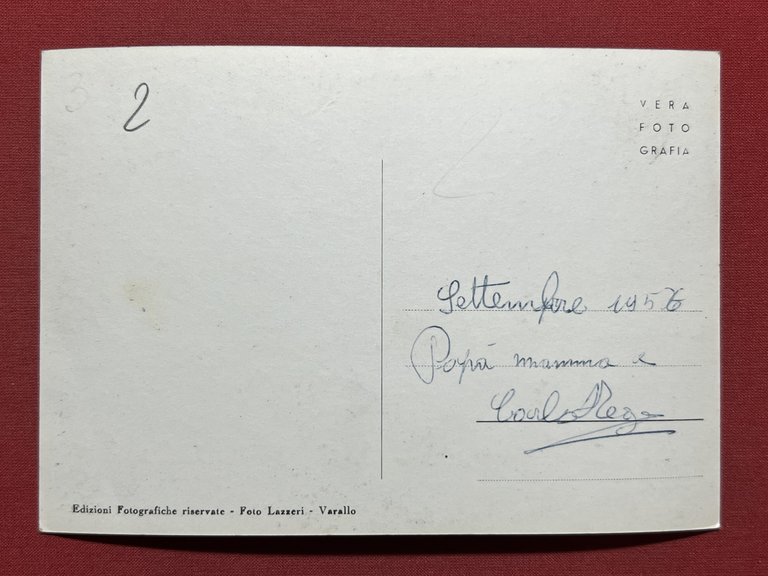 2
VERA
FOTO
GRAFIA
Settembre 1956
Papà mamma e
Edizioni Fotografiche riservate - Foto Lazzeri - Varallo